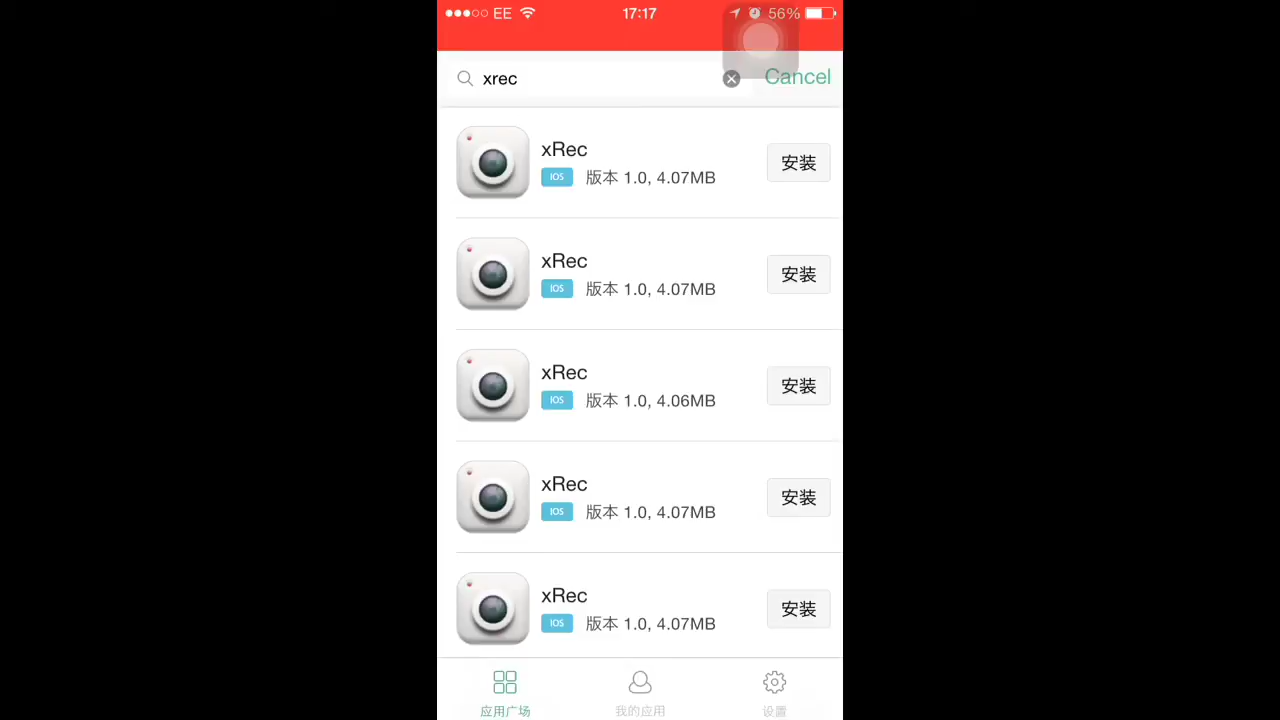 EE 17:17 56%
xrec Cancel
xRec
IOS 版本 1.0, 4.07MB 安装
xRec
IOS 版本 1.0, 4.07MB 安装
xRec
IOS 版本 1.0, 4.06MB 安装
xRec
IOS 版本 1.0, 4.07MB 安装
xRec
IOS 版本 1.0, 4.07MB 安装
应用广场 我的应用 设置